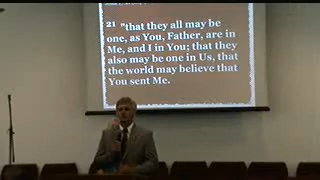 21 "that they all may be
one, as You, Father, are in
Me, and I in You; that they
also may be one in Us, that
the world may believe that
You sent Me.